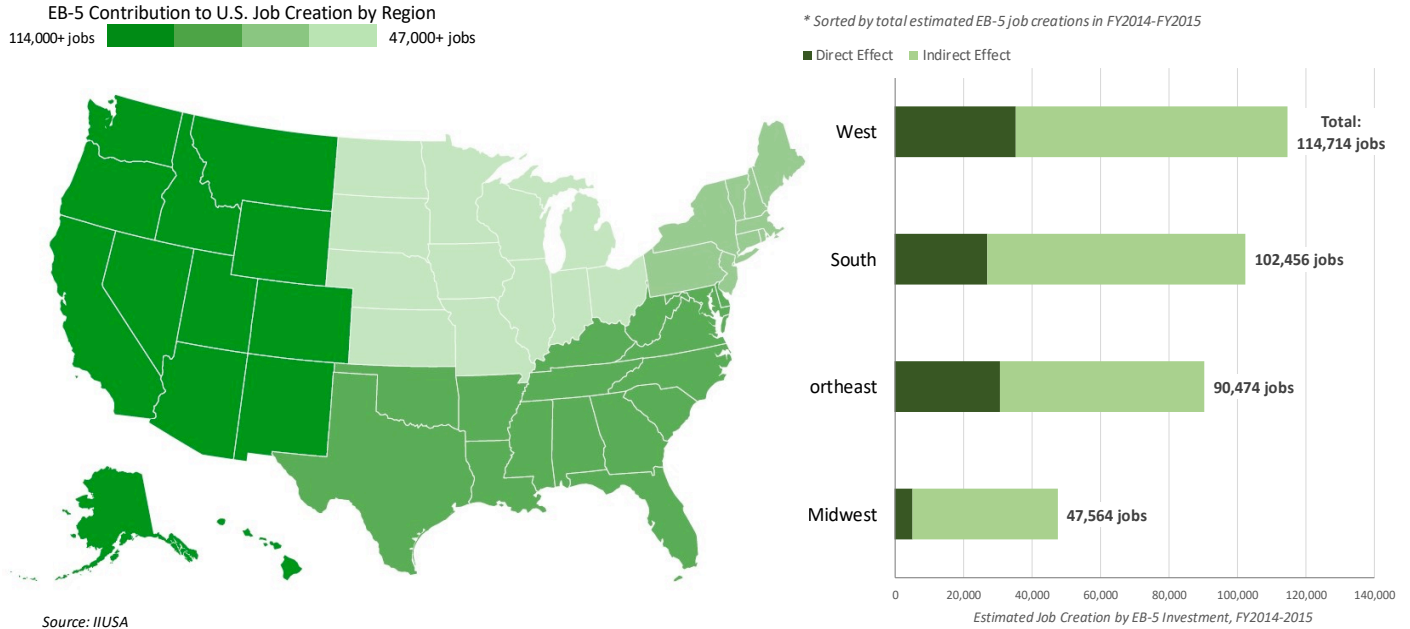 EB-5 Contribution to U.S. Job Creation by Region
114,000+ jobs 47,000+ jobs
* Sorted by total estimated EB-5 job creations in FY2014-FY2015
Direct Effect Indirect Effect
West
Total:
114,714 jobs
South 102,456 jobs
ortheast 90,474 jobs
Midwest 47,564 jobs
0 20,000 40,000 60,000 80,000 100,000 120,000 140,000
Estimated Job Creation by EB-5 Investment, FY2014-2015
Source: IIUSA